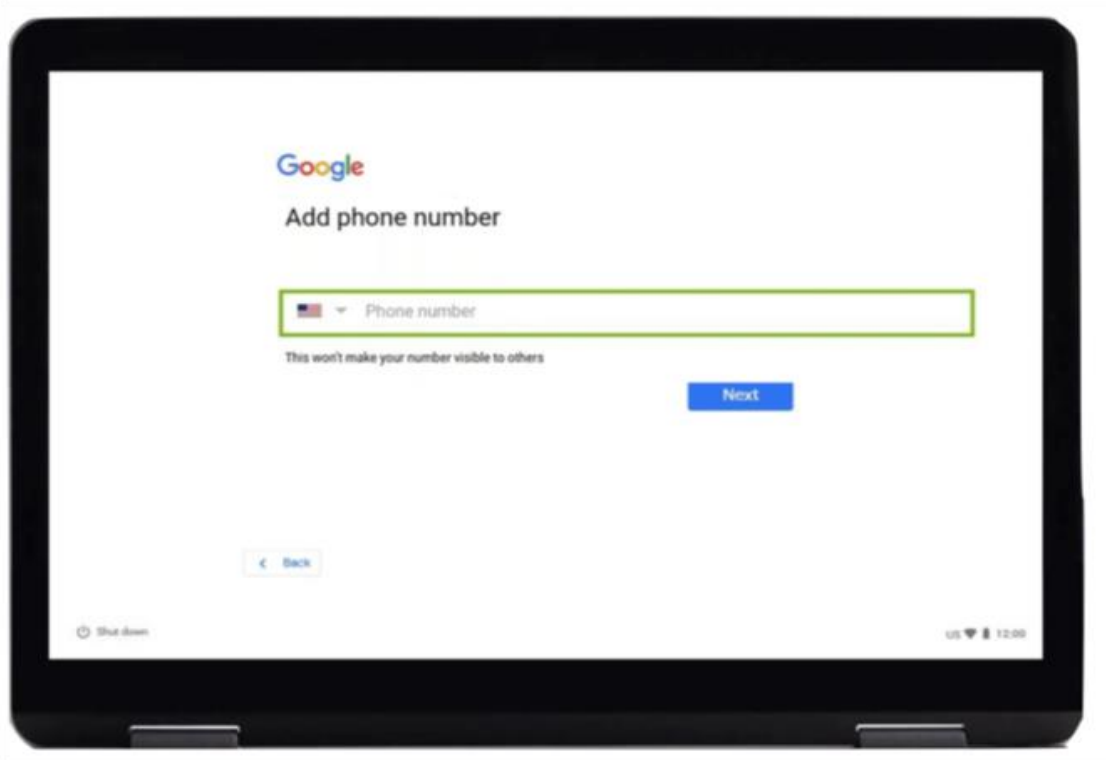 Google
Add phone number
Phone number
This won't make your number visible to others
Next
Back
Shut down
US 12:00